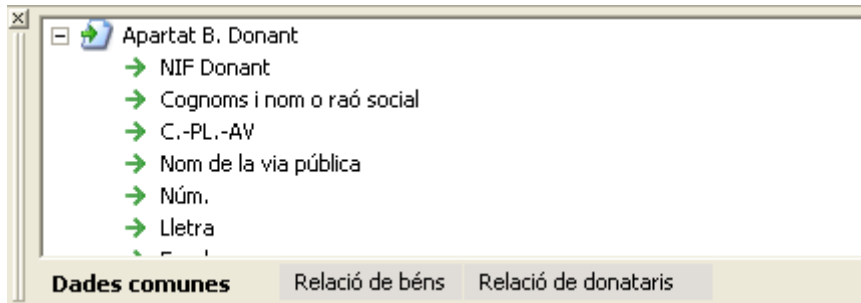 Apartat B. Donant
NIF Donant
Cognoms i nom o raó social
C.-PL.-AV
Nom de la via pública
Núm.
Lletra
Dades comunes Relació de béns Relació de donataris